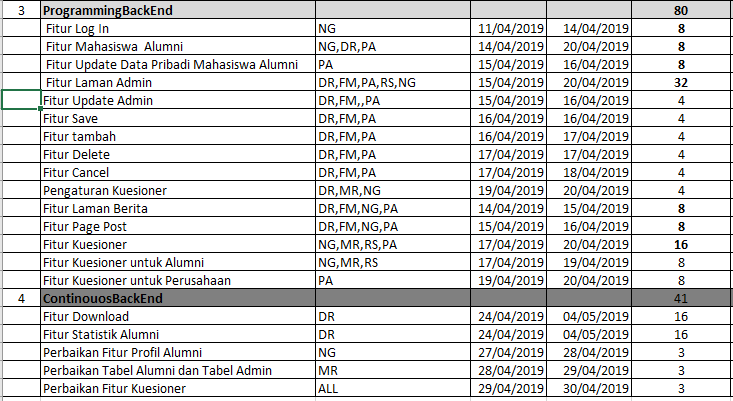 3 ProgrammingBackEnd 80
Fitur Log In NG 11/04/2019 14/04/2019 8
Fitur Mahasiswa Alumni NG,DR,PA 14/04/2019 20/04/2019 8
Fitur Update Data Pribadi Mahasiswa Alumni PA 15/04/2019 16/04/2019 8
Fitur Laman Admin DR,FM,PA,RS,NG 15/04/2019 20/04/2019 32
Fitur Update Admin DR,FM,,PA 15/04/2019 16/04/2019 4
Fitur Save DR,FM,PA 16/04/2019 16/04/2019 4
Fitur tambah DR,FM,PA 16/04/2019 17/04/2019 4
Fitur Delete DR,FM,PA 17/04/2019 17/04/2019 4
Fitur Cancel DR,FM,PA 17/04/2019 18/04/2019 4
Pengaturan Kuesioner DR,MR,NG 19/04/2019 20/04/2019 4
Fitur Laman Berita DR,FM,NG,PA 14/04/2019 15/04/2019 8
Fitur Page Post DR,FM,NG,PA 15/04/2019 16/04/2019 8
Fitur Kuesioner NG,MR,RS,PA 17/04/2019 20/04/2019 16
Fitur Kuesioner untuk Alumni NG,MR,RS 17/04/2019 19/04/2019 8
Fitur Kuesioner untuk Perusahaan PA 19/04/2019 20/04/2019 8
4 ContinouosBackEnd 41
Fitur Download DR 24/04/2019 04/05/2019 16
Fitur Statistik Alumni DR 24/04/2019 04/05/2019 16
Perbaikan Fitur Profil Alumni NG 27/04/2019 28/04/2019 3
Perbaikan Tabel Alumni dan Tabel Admin MR 28/04/2019 29/04/2019 3
Perbaikan Fitur Kuesioner ALL 29/04/2019 30/04/2019 3